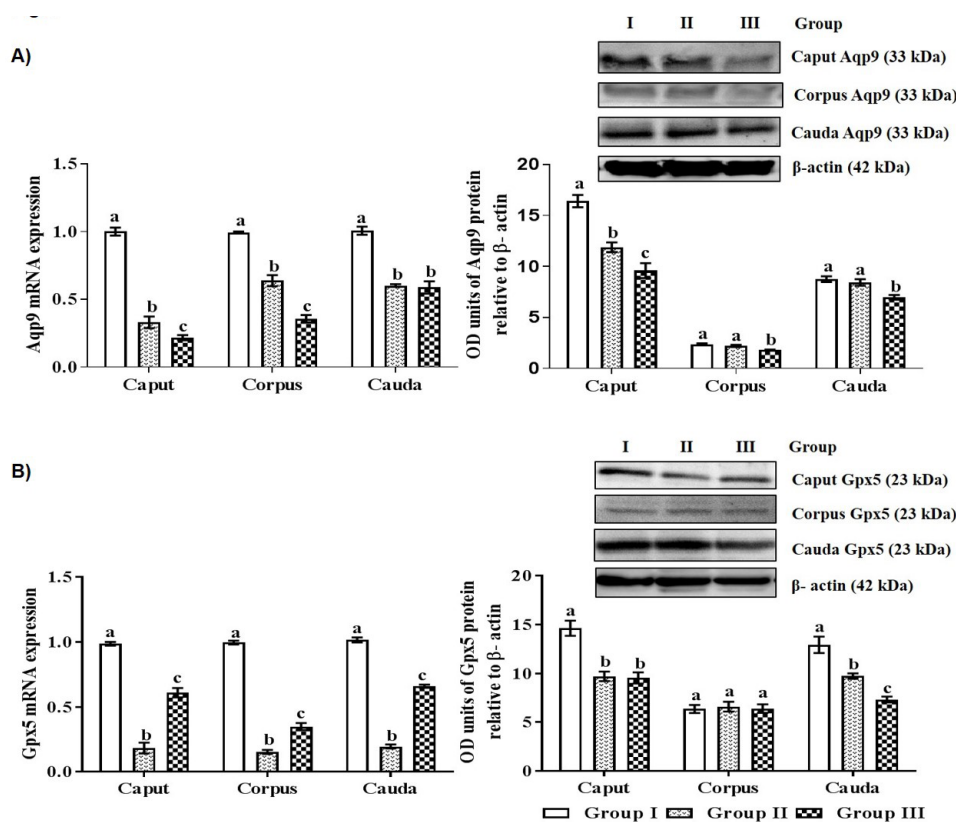 I II III Group
A)
Caput Aqp9 (33 kDa)
Corpus Aqp9 (33 kDa)
Cauda Aqp9 (33 kDa)
β-actin (42 kDa)
Aqp9 mRNA expression
1.5
1.0
0.5
0.0
a b c
a b c
a b b
Caput Corpus Cauda
OD units of Aqp9 protein
relative to β- actin
20
15
10
5
0
a b c
a a b
a a b
Caput Corpus Cauda
B)
I II III Group
Caput Gpx5 (23 kDa)
Corpus Gpx5 (23 kDa)
Cauda Gpx5 (23 kDa)
β- actin (42 kDa)
Gpx5 mRNA expression
1.5
1.0
0.5
0.0
a b c
a b c
a b c
Caput Corpus Cauda
OD units of Gpx5 protein
relative to β- actin
20
15
10
5
0
a b b
a a a
a b c
Caput Corpus Cauda
Group I Group II Group III